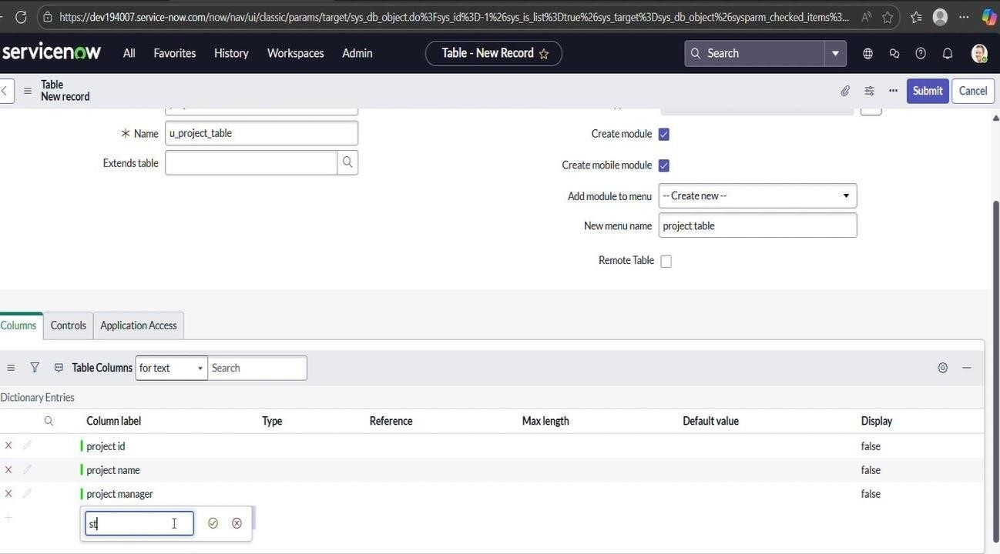 https://dev194007.service-now.com/now/nav/ui/classic/params/target/sys_db_object.do%3Fsys_id%3D-1%26sys_is_list%3Dtrue%26sys_target%3Dsys_db_object%26sysparm_checked_items%3...
servicenow All Favorites History Workspaces Admin Table - New Record Search
Table
New record
Submit Cancel
Name u_project_table
Create module
Extends table
Create mobile module
Add module to menu -- Create new --
New menu name project table
Remote Table
Columns Controls Application Access
Table Columns for text Search
Dictionary Entries
Column label Type Reference Max length Default value Display
project id false
project name false
project manager false
st